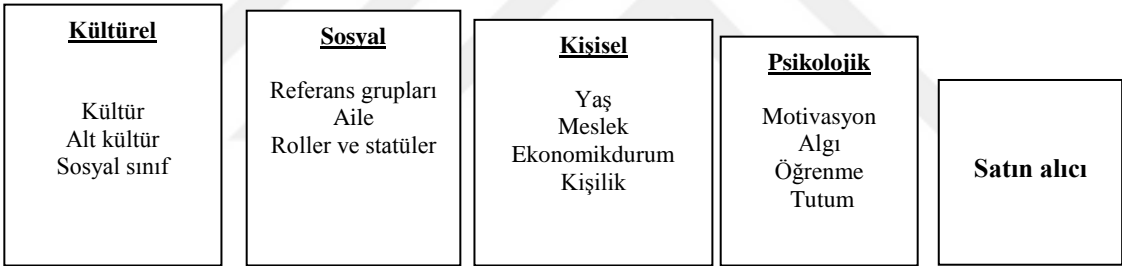 Kültürel
Kültür
Alt kültür
Sosyal sınıf
Sosyal
Referans grupları
Aile
Roller ve statüler
Kişisel
Yaş
Meslek
Ekonomikdurum
Kişilik
Psikolojik
Motivasyon
Algı
Öğrenme
Tutum
Satın alıcı